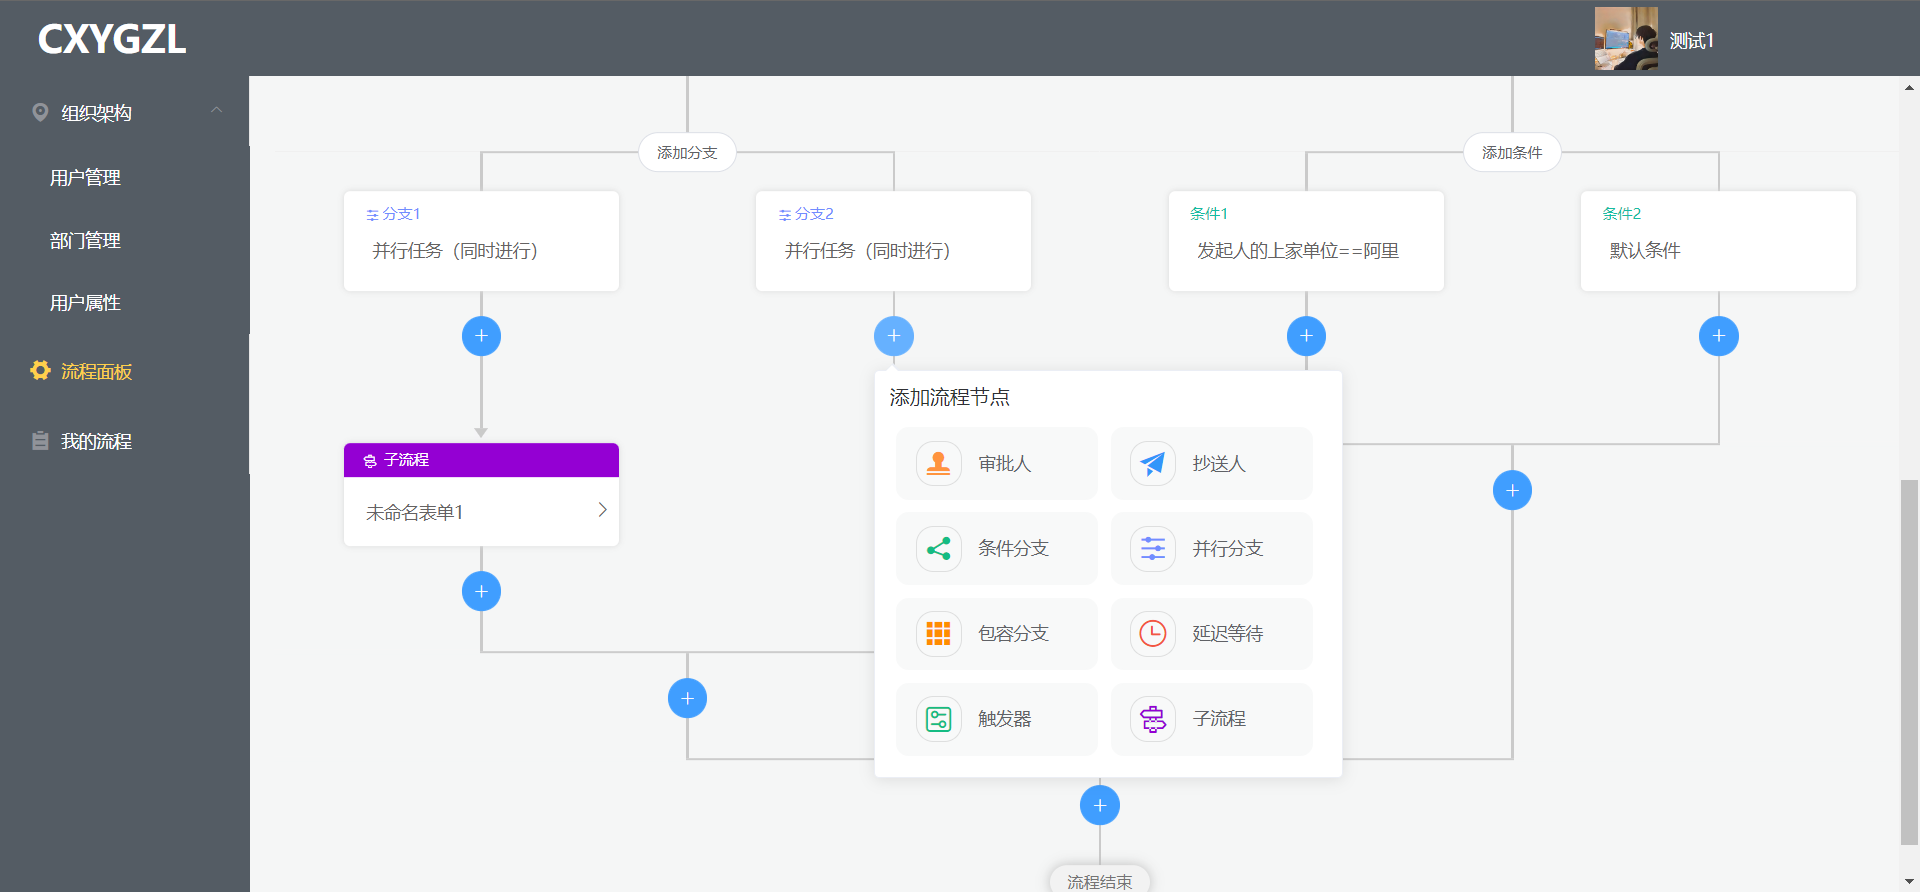 CXYGZL
测试1
组织架构
用户管理
部门管理
用户属性
流程面板
我的流程
添加分支
添加条件
分支1
并行任务（同时进行）
分支2
并行任务（同时进行）
条件1
发起人的上家单位==阿里
条件2
默认条件
子流程
未命名表单1
添加流程节点
审批人
抄送人
条件分支
并行分支
包容分支
延迟等待
触发器
子流程
流程结束